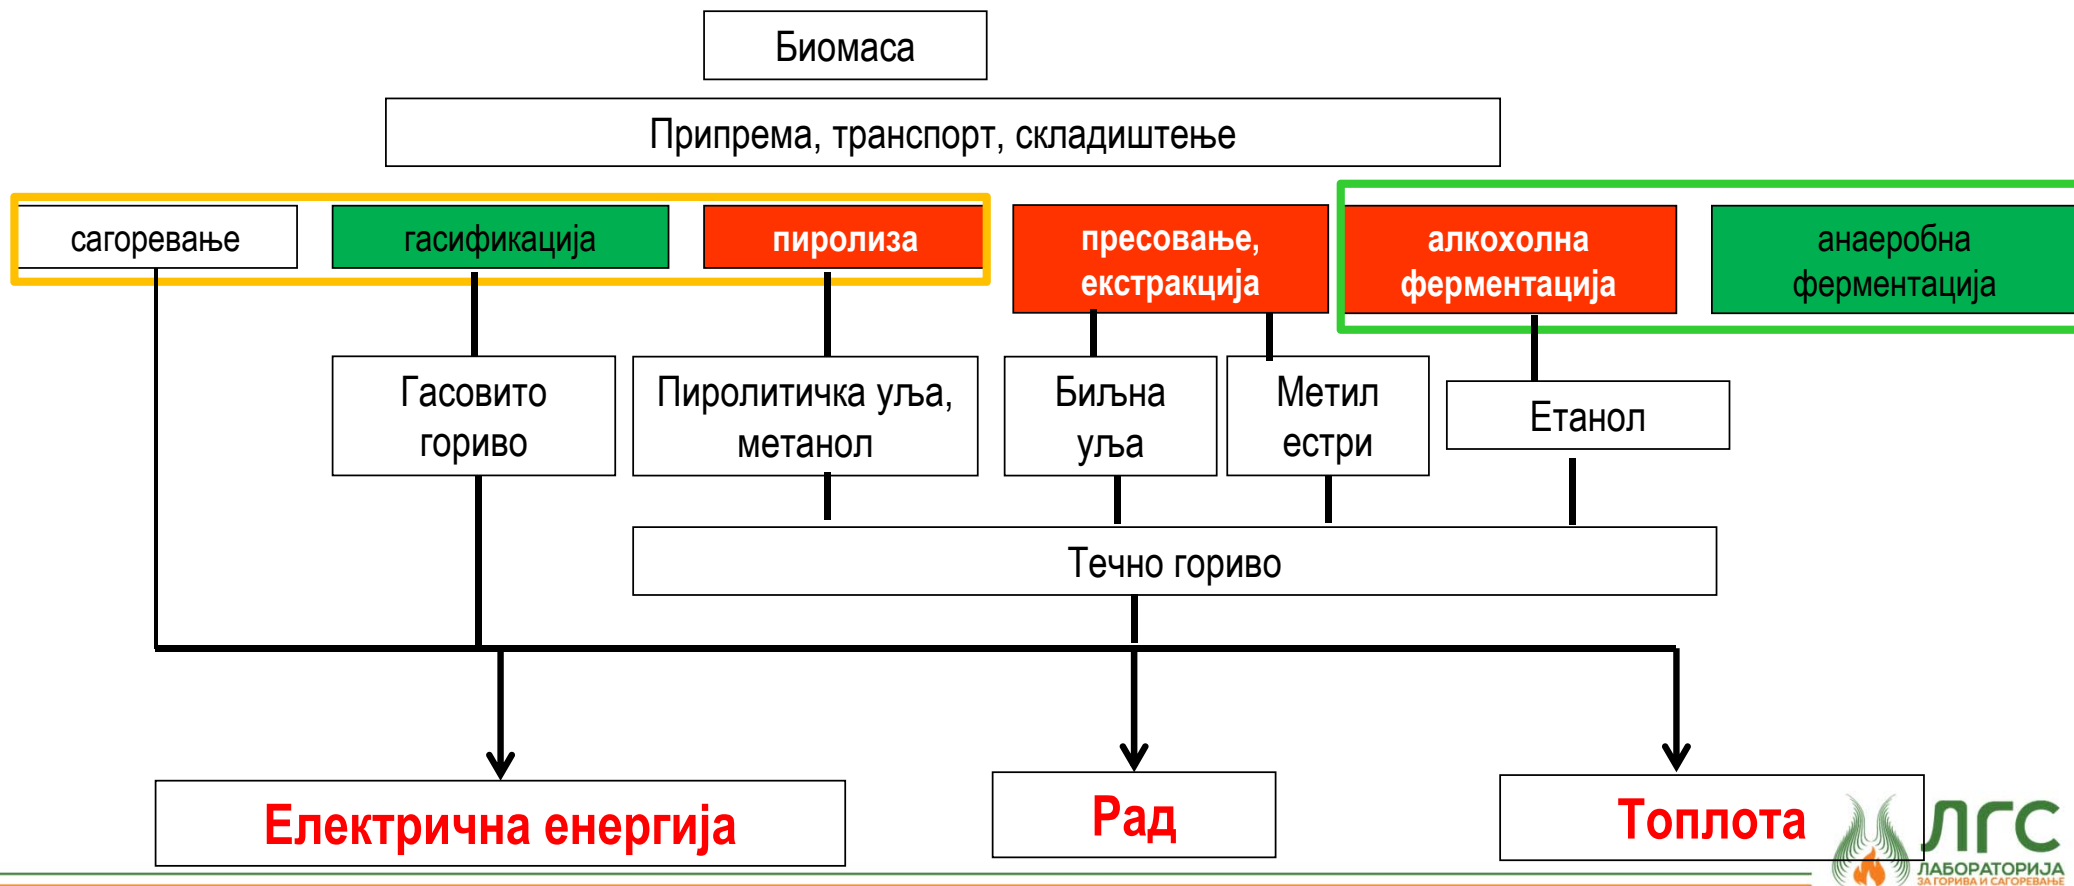 Биомаса
Припрема, транспорт, складиштење
сагоревање
гасификација
пиролиза
пресовање,
екстракција
алкохолна
ферментација
анаеробна
ферментација
Гасовито
гориво
Пиролитичка уља,
метанол
Биљна
уља
Метил
естри
Етанол
Течно гориво
Електрична енергија
Рад
Топлота
ЛГС
ЛАБОРАТОРИЈА
ЗА ГОРИВА И САГОРЕВАЊЕ